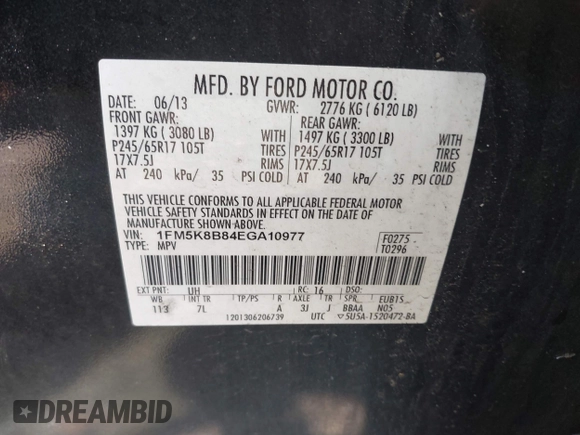 MFD. BY FORD MOTOR CO.
DATE: 06/13 GVWR: 2776 KG ( 6120 LB)
FRONT GAWR: REAR GAWR:
1397 KG ( 3080 LB) WITH 1497 KG ( 3300 LB) WITH
P245/65R17 105T TIRES P245/65R17 105T TIRES
17X7.5J RIMS 17X7.5J RIMS
AT 240 kPa/ 35 PSI COLD AT 240 kPa/ 35 PSI COLD
THIS VEHICLE CONFORMS TO ALL APPLICABLE FEDERAL MOTOR
VEHICLE SAFETY STANDARDS IN EFFECT ON THE DATE OF
MANUFACTURE SHOWN ABOVE.
VIN: 1FM5K8B84EGA10977 F0275
TYPE: MPV T0296
EXT PNT: UH RC: 16 DSO:
WB INT TR TP/PS R AXLE TR SPR EUB15
113 7L A 3J J BBAA N05
1201306206739 UTC 5U5A-1520472-BA
DREAMBID